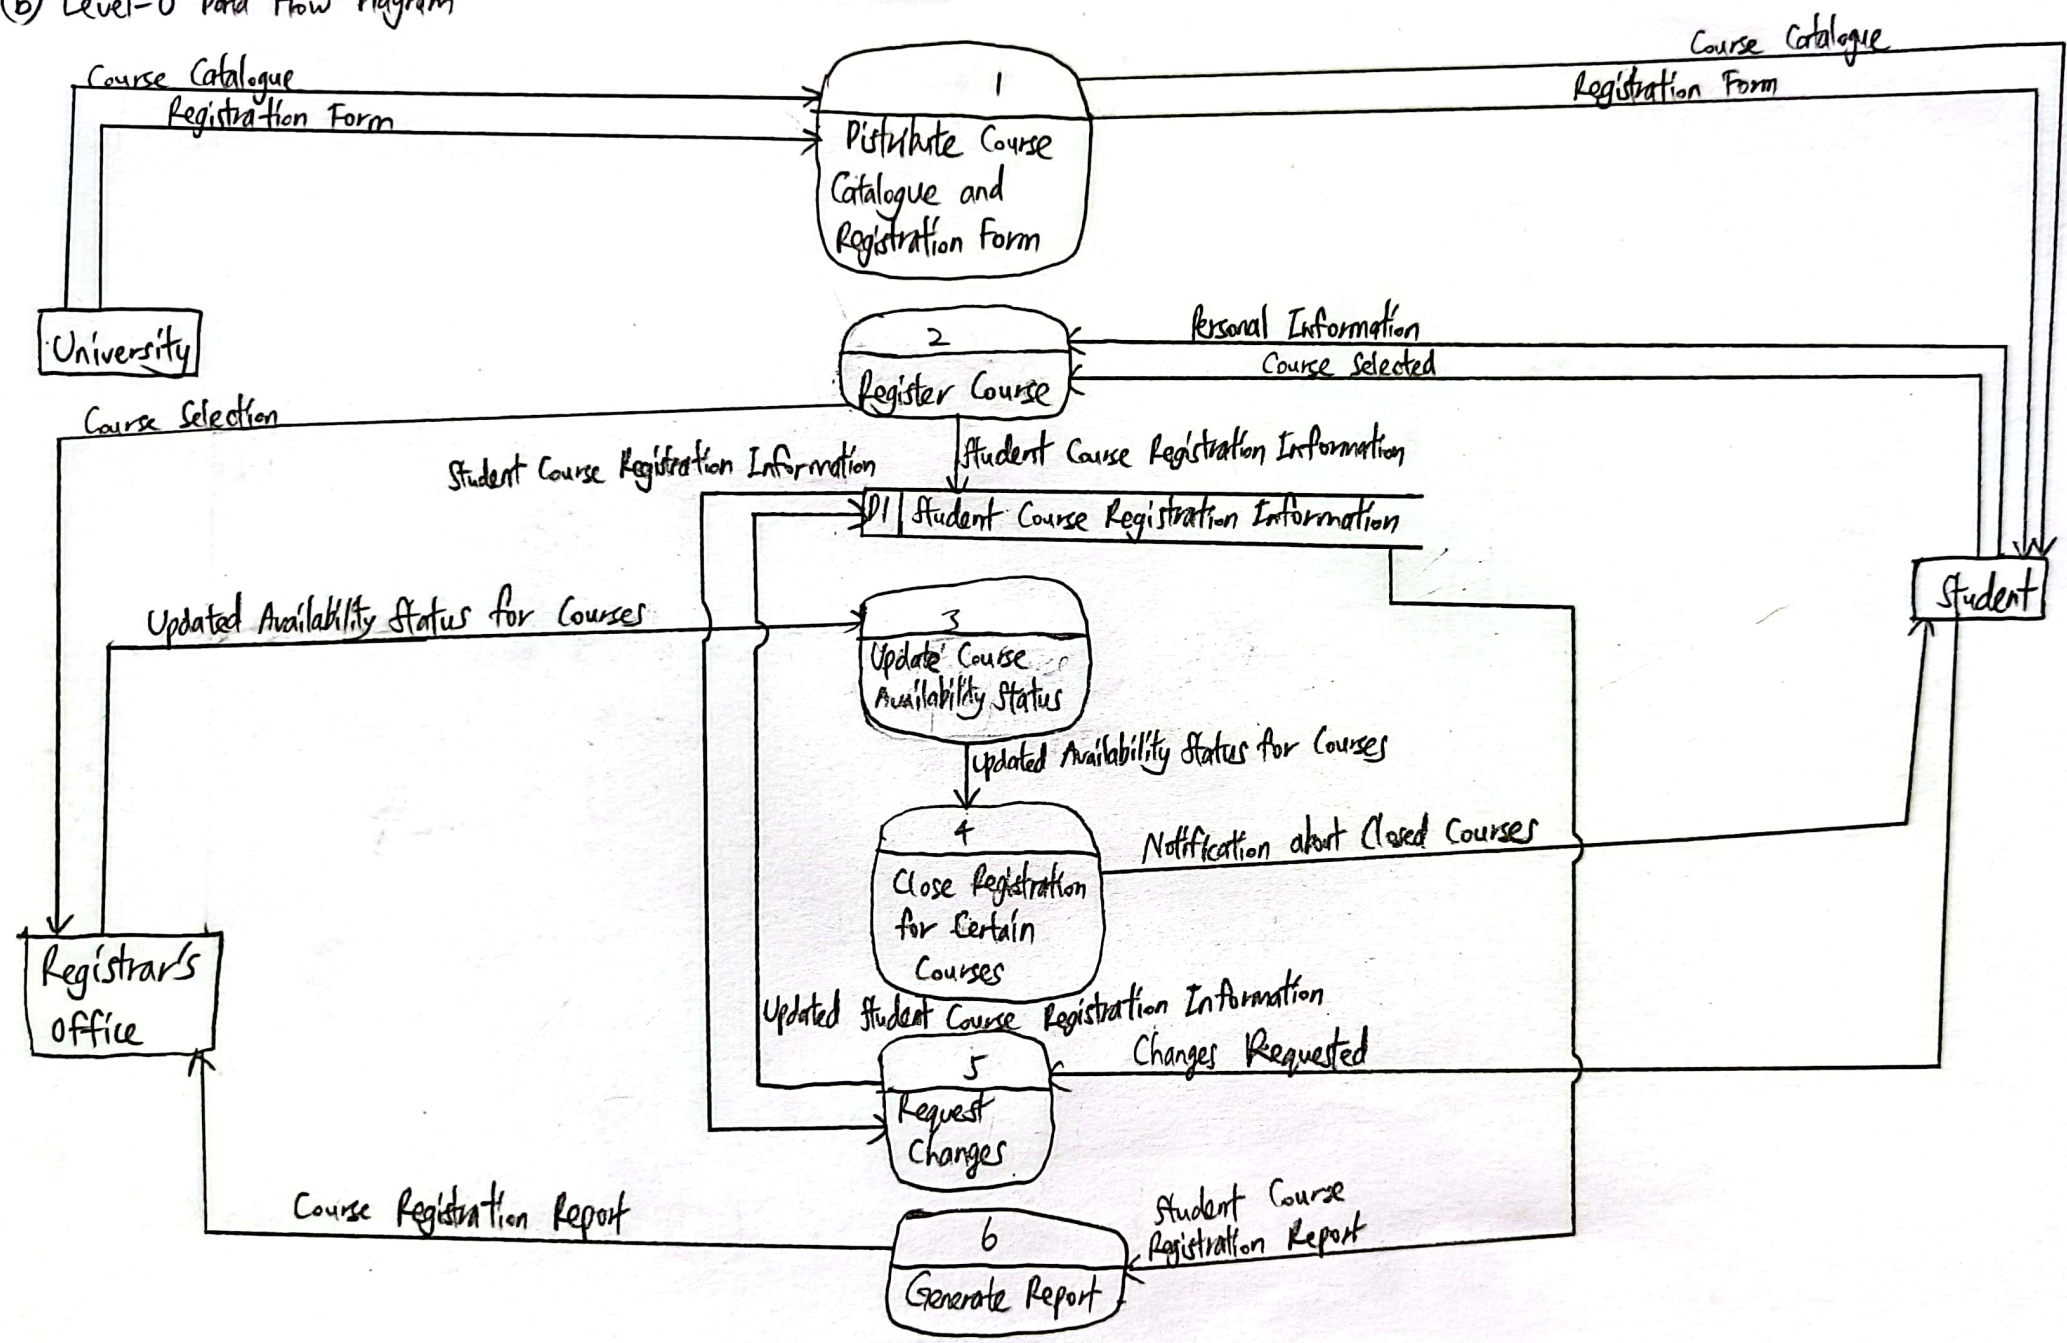 (b) Level-0 Data Flow Diagram
Course Catalogue
Course Catalogue
Registration Form
Registration Form
1
Distribute Course
Catalogue and
Registration Form
University
Personal Information
2
Course Selected
Register Course
Course Selection
Student Course Registration Information
Student Course Registration Information
D1 Student Course Registration Information
Student
Updated Availability Status for Courses
3
Update Course
Availability Status
Updated Availability Status for Courses
4
Notification about Closed Courses
Close Registration
for Certain
Courses
Registrar's
Office
Updated Student Course Registration Information
Changes Requested
5
Request
Changes
Course Registration Report
Student Course
Registration Report
6
Generate Report